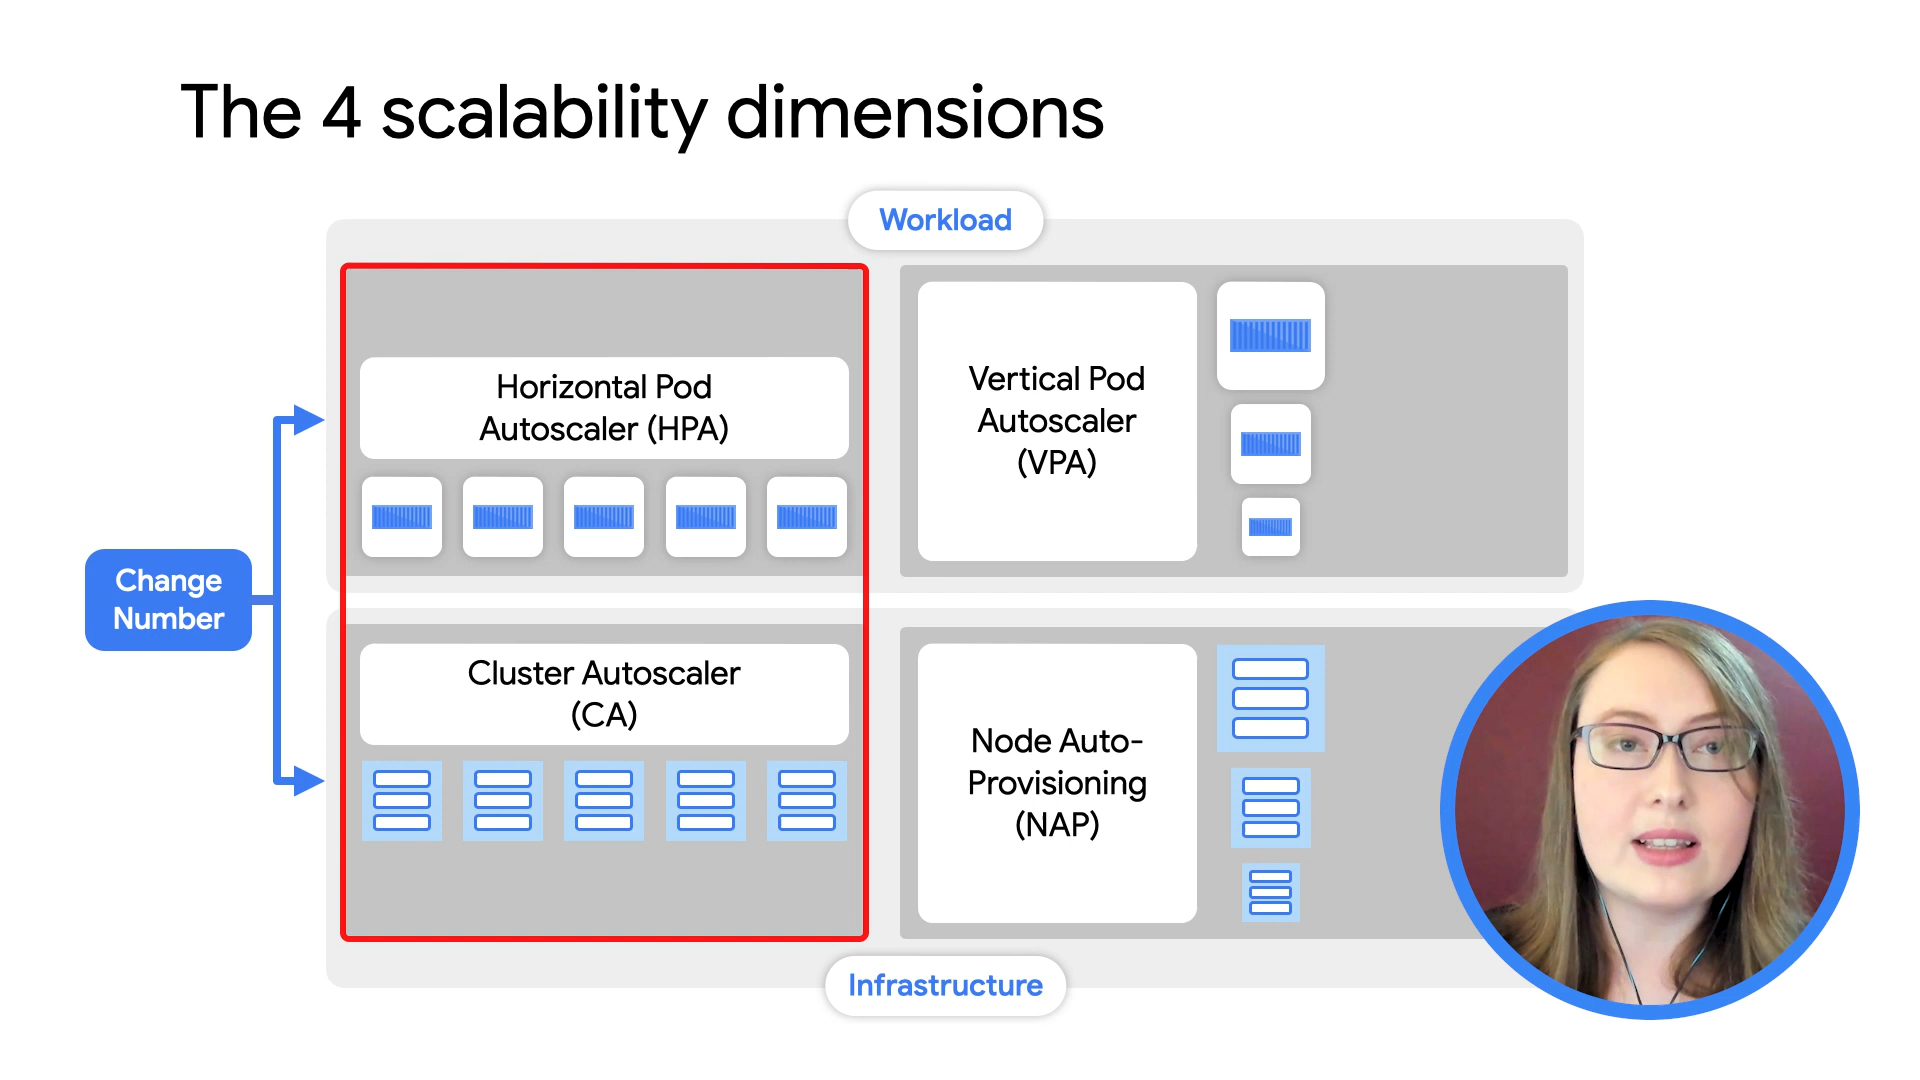 The 4 scalability dimensions
Workload
Horizontal Pod
Autoscaler (HPA)
Vertical Pod
Autoscaler
(VPA)
Change
Number
Cluster Autoscaler
(CA)
Node Auto-
Provisioning
(NAP)
Infrastructure